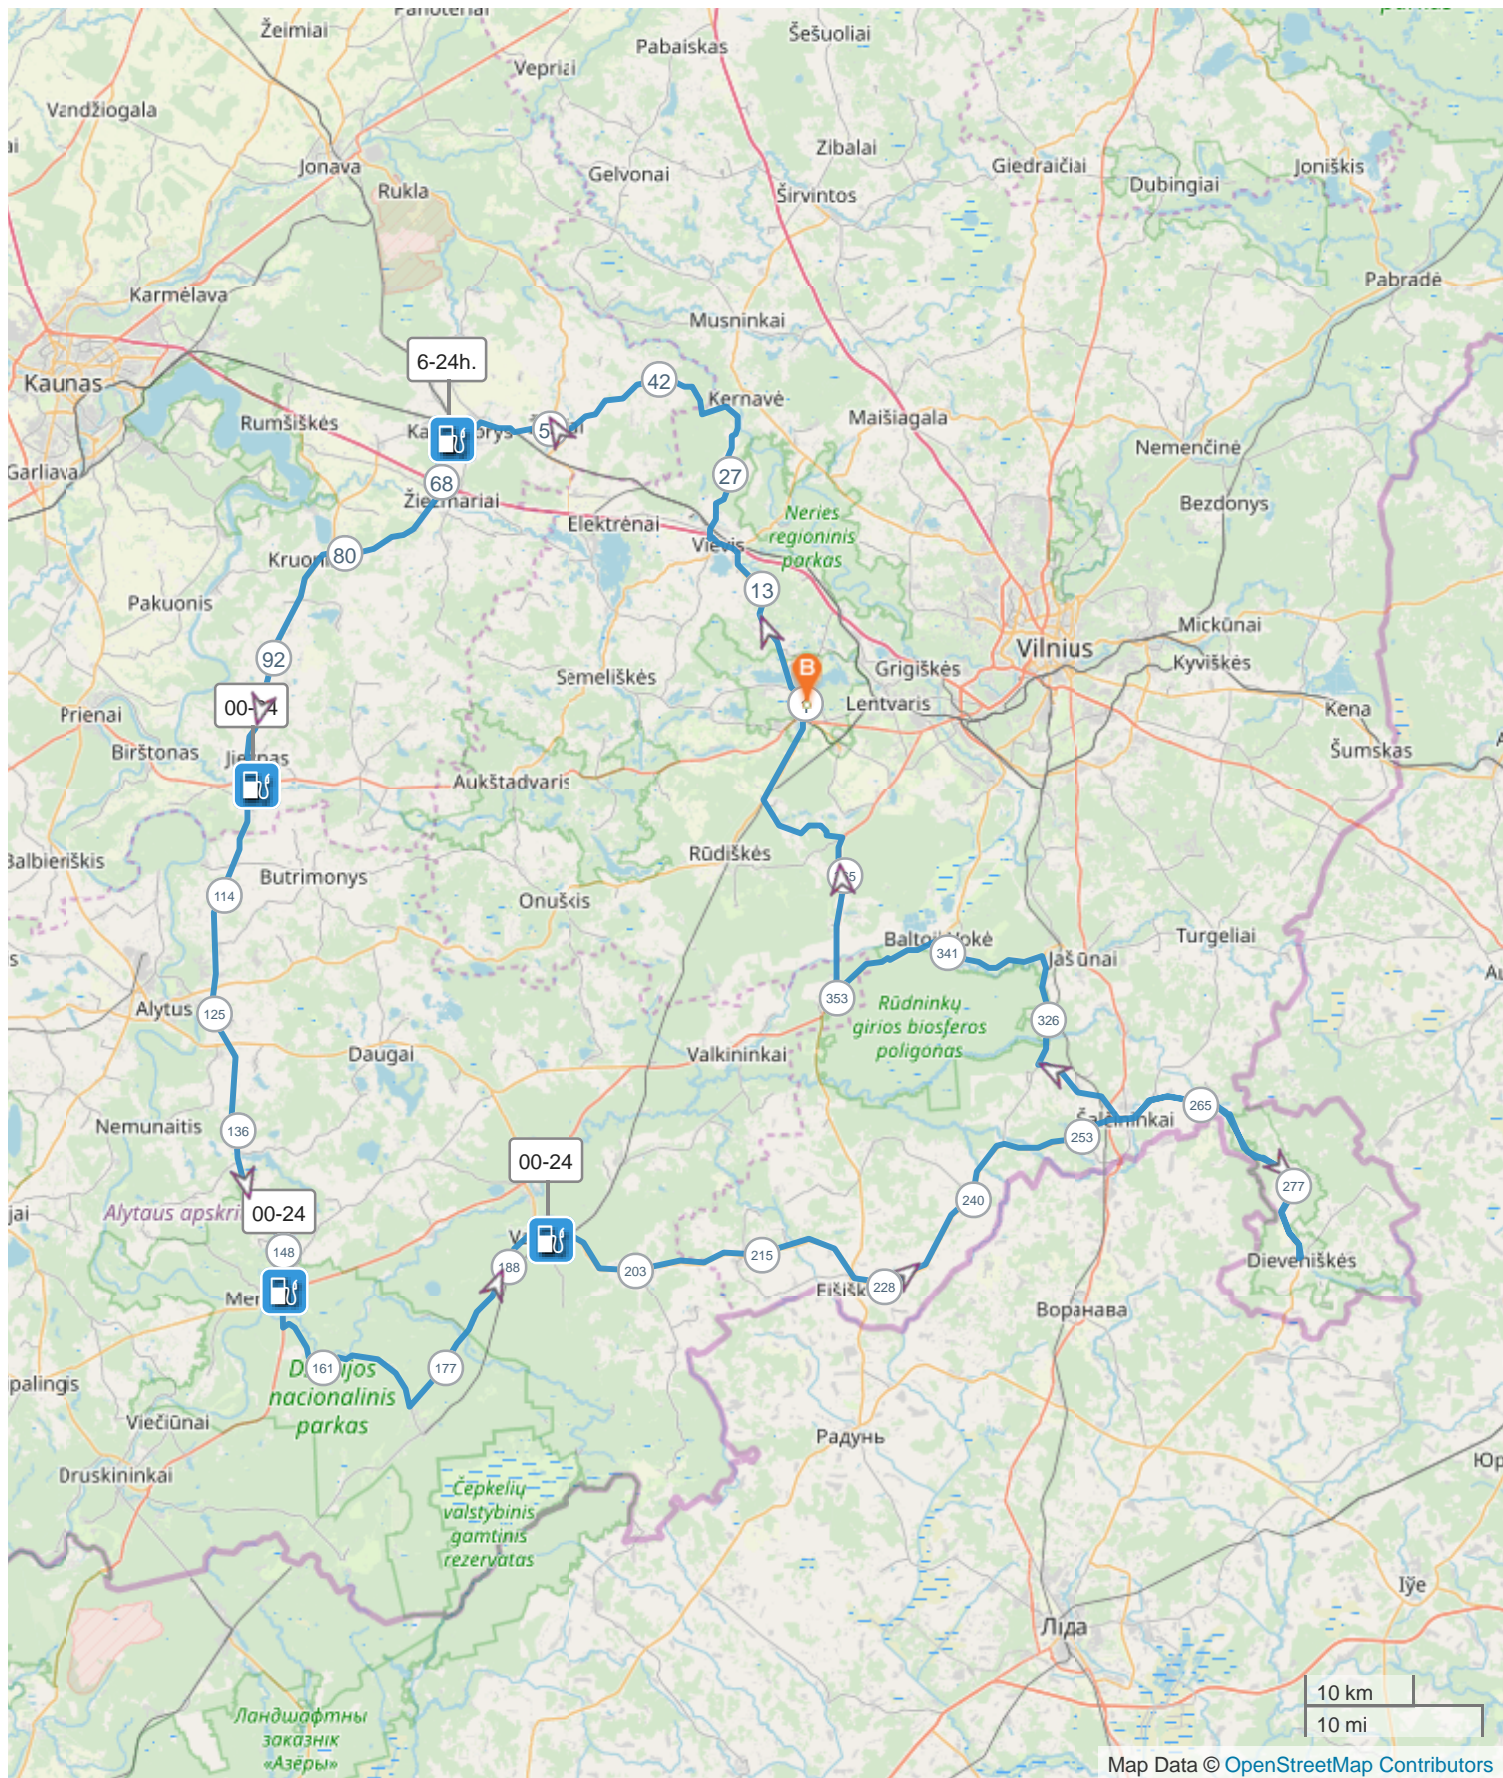 Žeimiai
Šešuoliai
Pabaiskas
Vepriai
Vandžiogala
Jonava
Zibalai
Giedraičiai
Joniškis
Gelvonai
Dubingiai
Rukla
Širvintos
Pabradė
Karmėlava
Musninkai
6-24h.
Kaunas
42
Kernavė
Maišiagala
Rumšiškės
Nemenčinė
Garliava
27
68
Žiežmariai
Bezdonys
Elektrėnai
Neries
regioninis
parkas
Vievis
80
13
Pakuonis
Mickūnai
Vilnius
92
Kyviškės
B
Grigiškės
Semeliškės
Lentvaris
Kena
Prienai
Birštonas
Šumskas
Aukštadvaris
Rūdiškės
Balbieriškis
Butrimonys
114
Onuškis
Turgeliai
341
Jašūnai
353
Rūdninkų
girios biosferos
poligonas
Alytus
125
326
Daugai
Valkininkai
265
Nemunaitis
136
Šalčininkai
253
00-24
277
240
00-24
148
215
Dieveniškės
188
203
228
Воранава
161
177
nacionalinis
parkas
Viečiūnai
Радунь
Druskininkai
Čepkelių
valstybinis
gamtinis
rezervatas
Іўе
Ліда
Ландшафтны
заказнік
«Азёры»
10 km
10 mi
Map Data © OpenStreetMap Contributors